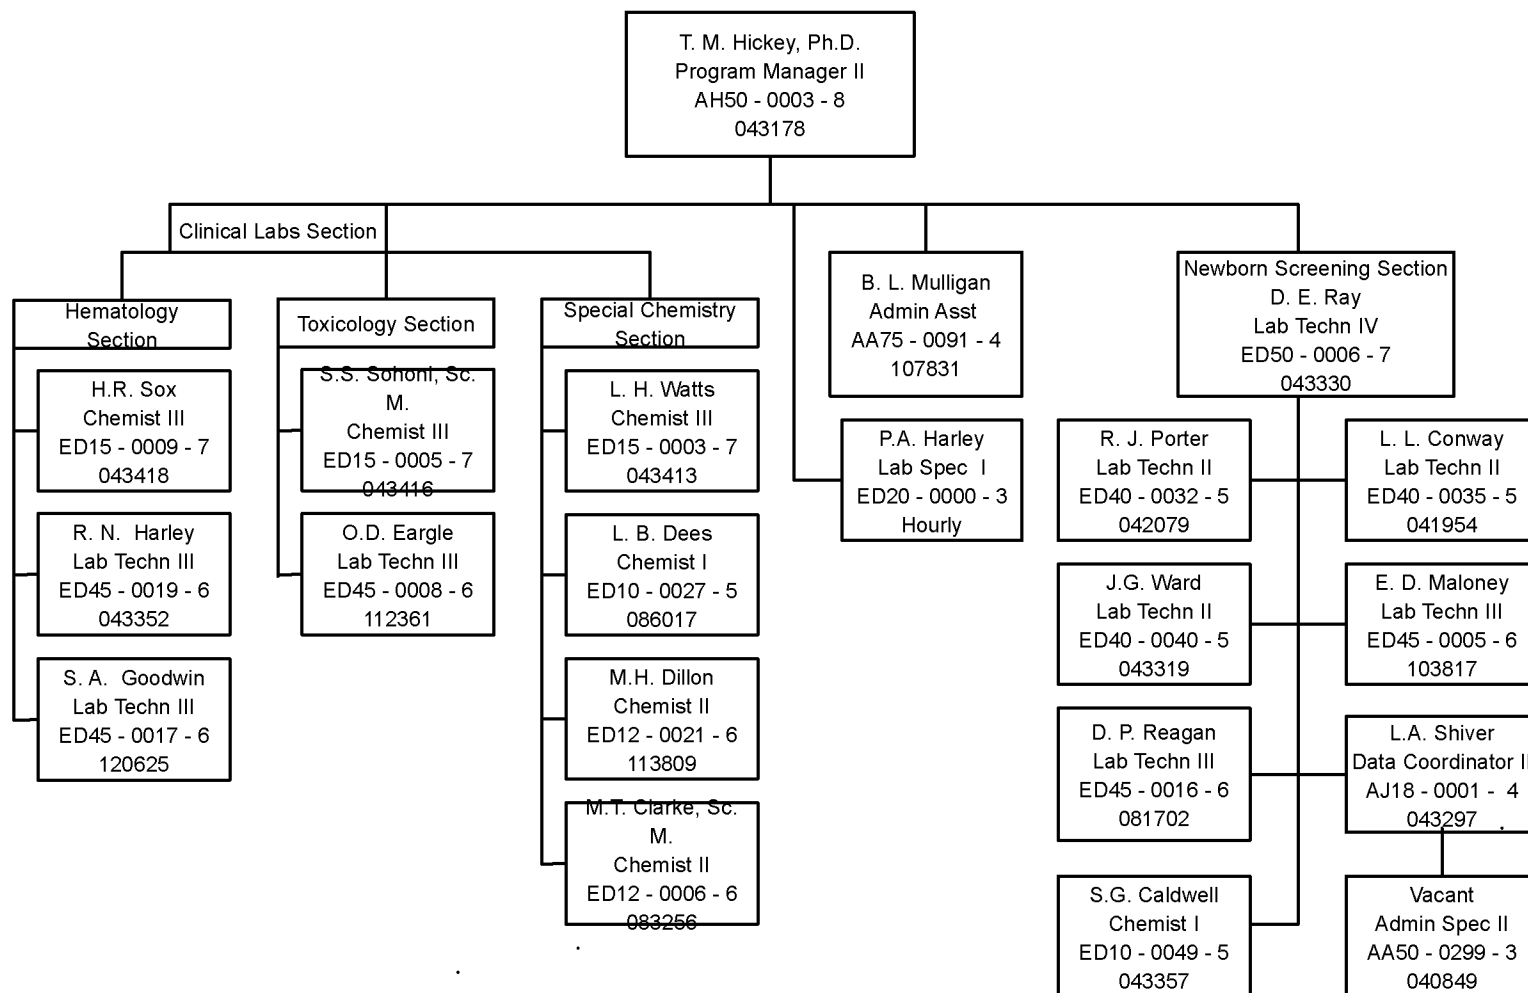 T. M. Hickey, Ph.D.
Program Manager II
AH50 - 0003 - 8
043178
Clinical Labs Section
Hematology
Section
H.R. Sox
Chemist III
ED15 - 0009 - 7
043418
R. N. Harley
Lab Techn III
ED45 - 0019 - 6
043352
S. A. Goodwin
Lab Techn III
ED45 - 0017 - 6
120625
Toxicology Section
S.S. Sohoni, Sc.
M.
Chemist III
ED15 - 0005 - 7
043416
O.D. Eargle
Lab Techn III
ED45 - 0008 - 6
112361
Special Chemistry
Section
L. H. Watts
Chemist III
ED15 - 0003 - 7
043413
L. B. Dees
Chemist I
ED10 - 0027 - 5
086017
M.H. Dillon
Chemist II
ED12 - 0021 - 6
113809
M.T. Clarke, Sc.
M.
Chemist II
ED12 - 0006 - 6
083256
B. L. Mulligan
Admin Asst
AA75 - 0091 - 4
107831
P.A. Harley
Lab Spec I
ED20 - 0000 - 3
Hourly
Newborn Screening Section
D. E. Ray
Lab Techn IV
ED50 - 0006 - 7
043330
R. J. Porter
Lab Techn II
ED40 - 0032 - 5
042079
L. L. Conway
Lab Techn II
ED40 - 0035 - 5
041954
J.G. Ward
Lab Techn II
ED40 - 0040 - 5
043319
E. D. Maloney
Lab Techn III
ED45 - 0005 - 6
103817
D. P. Reagan
Lab Techn III
ED45 - 0016 - 6
081702
L.A. Shiver
Data Coordinator II
AJ18 - 0001 - 4
043297
S.G. Caldwell
Chemist I
ED10 - 0049 - 5
043357
Vacant
Admin Spec II
AA50 - 0299 - 3
040849